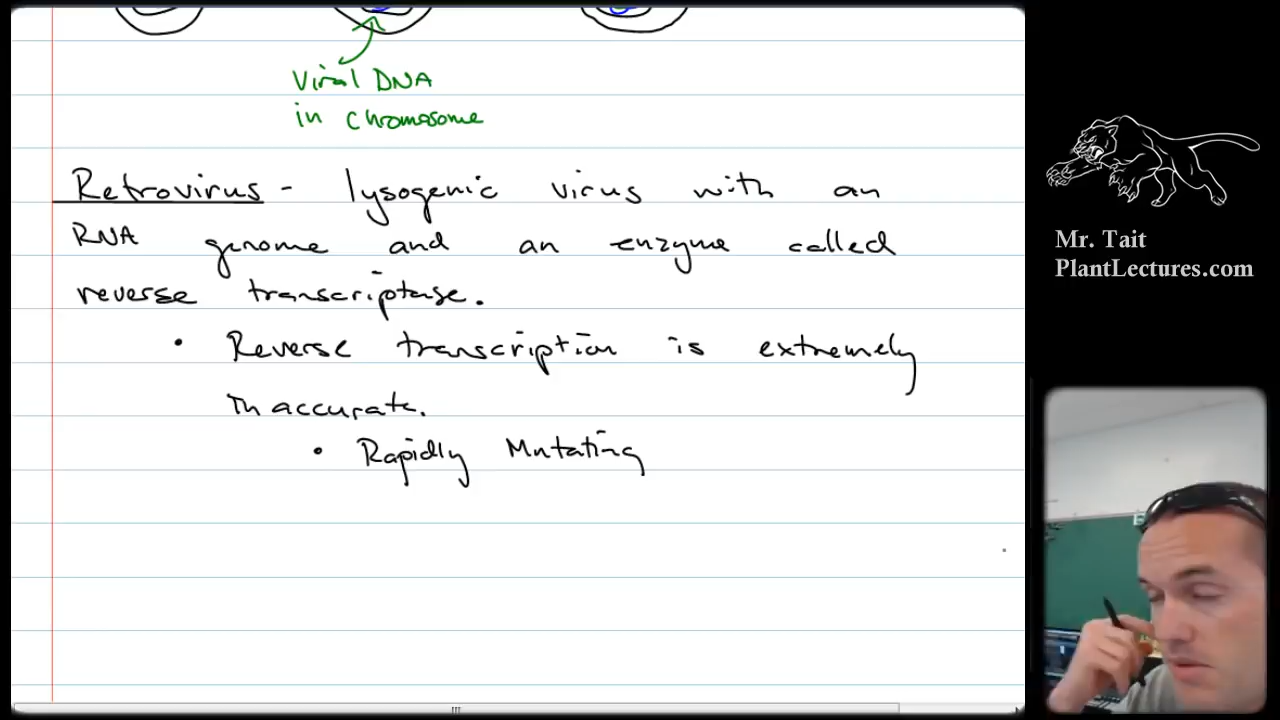 Viral DNA
in chromosome
Retrovirus - lysogenic virus with an
RNA genome and an enzyme called
reverse transcriptase.
• Reverse transcription is extremely
inaccurate.
• Rapidly Mutating
Mr. Tait
PlantLectures.com